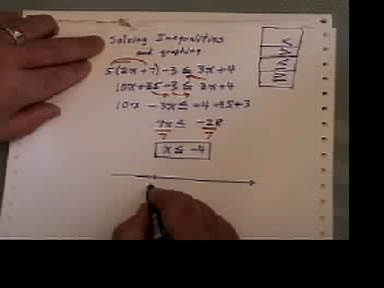 Solving Inequalities
and graphing
5(2x+7)-3 ≤ 3x+4
10x+35-3 ≤ 3x+4
10x - 3x ≤ +4 -35+3
7x ≤ -28
7 7
x ≤ -4
<
>
≤
≥